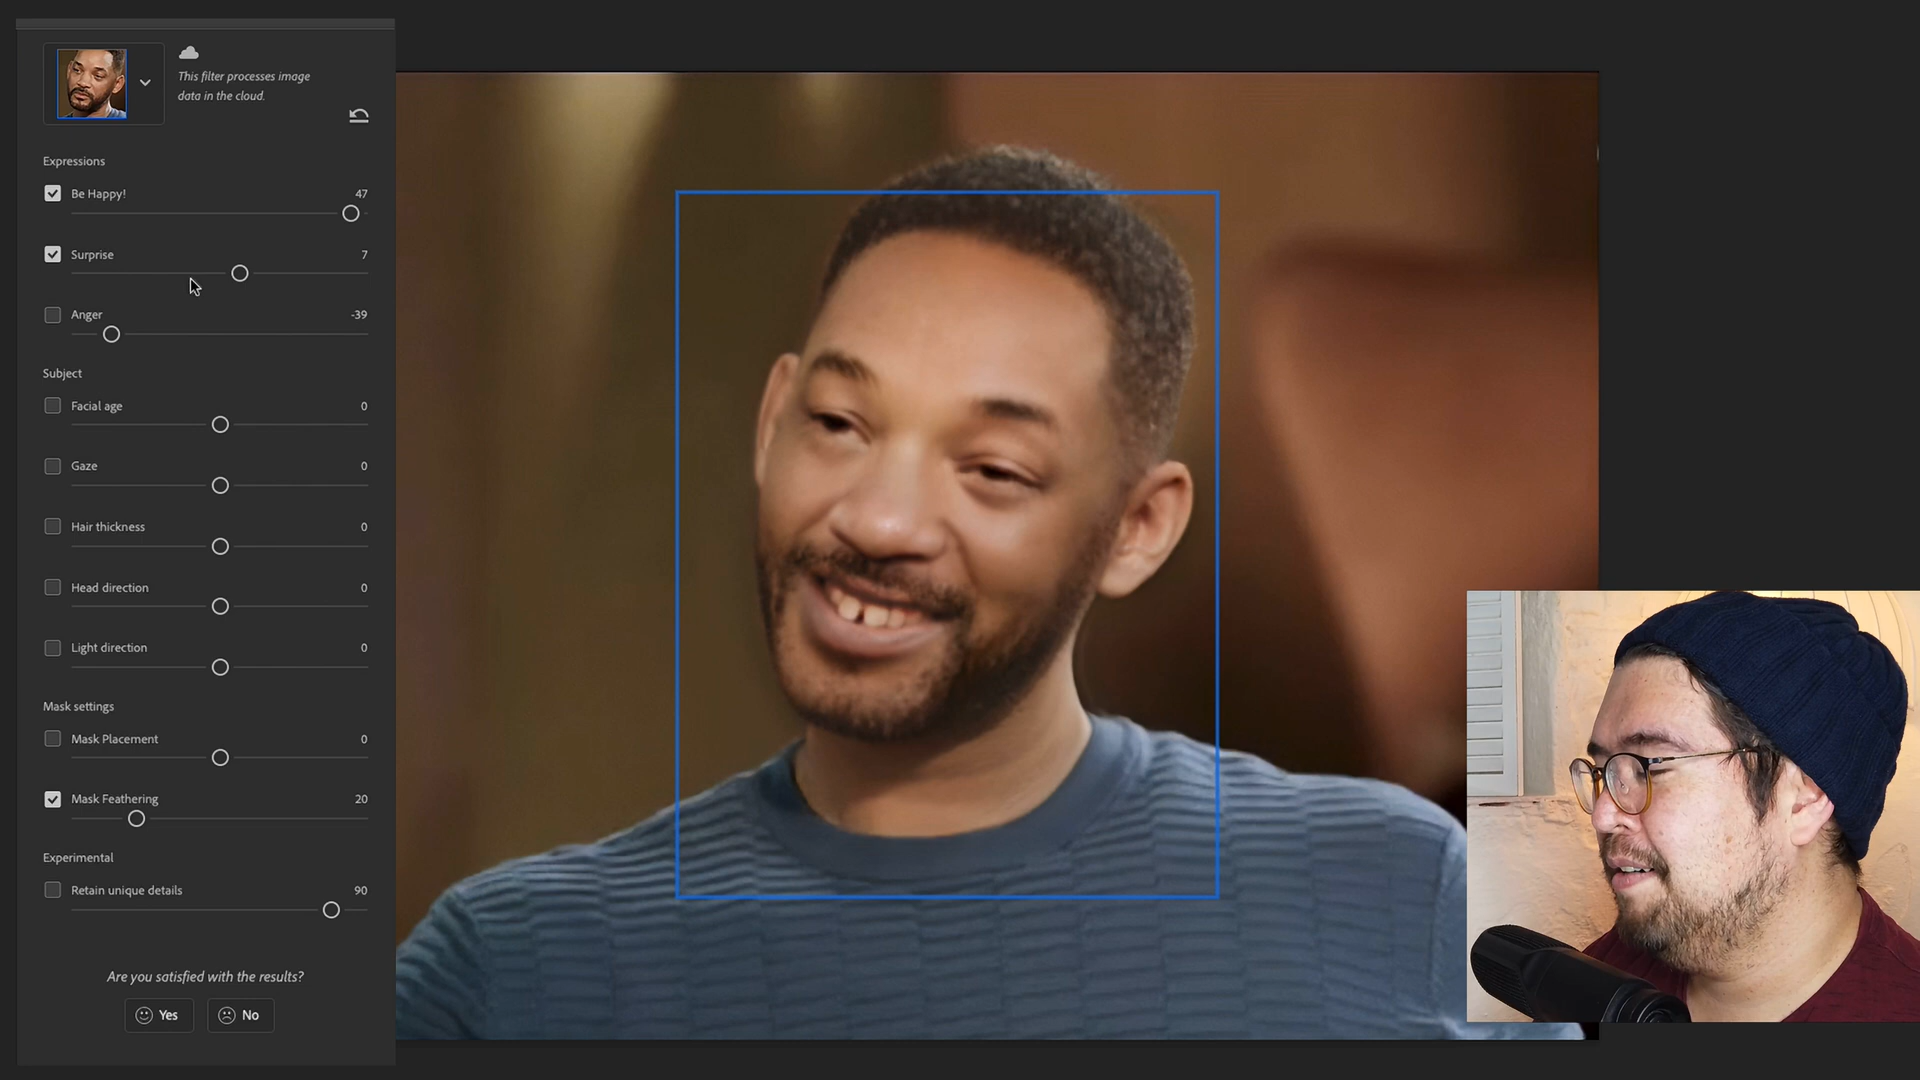 This filter processes image
data in the cloud.
Expressions
Be Happy! 47
Surprise 7
Anger -39
Subject
Facial age 0
Gaze 0
Hair thickness 0
Head direction 0
Light direction 0
Mask settings
Mask Placement 0
Mask Feathering 20
Experimental
Retain unique details 90
Are you satisfied with the results?
Yes No